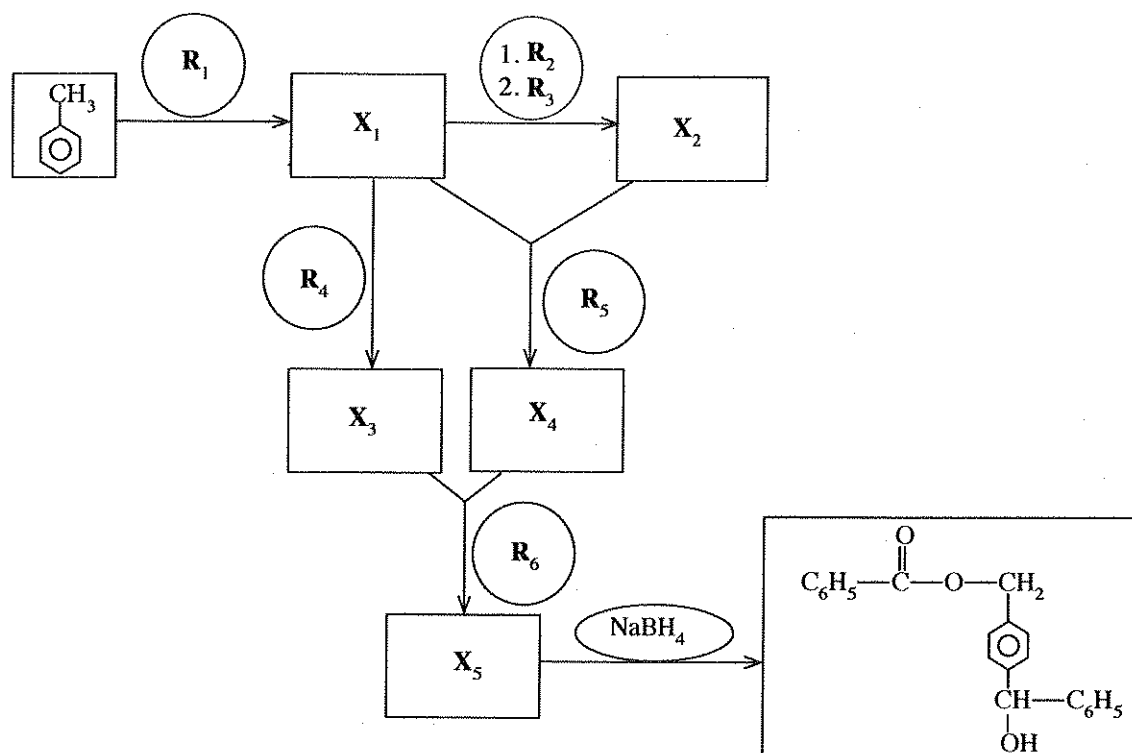 R₁
1. R₂
2. R₃
CH₃
X₁
X₂
R₄
R₅
X₃
X₄
R₆
O
C₆H₅—C—O—CH₂
X₅
NaBH₄
CH—C₆H₅
OH